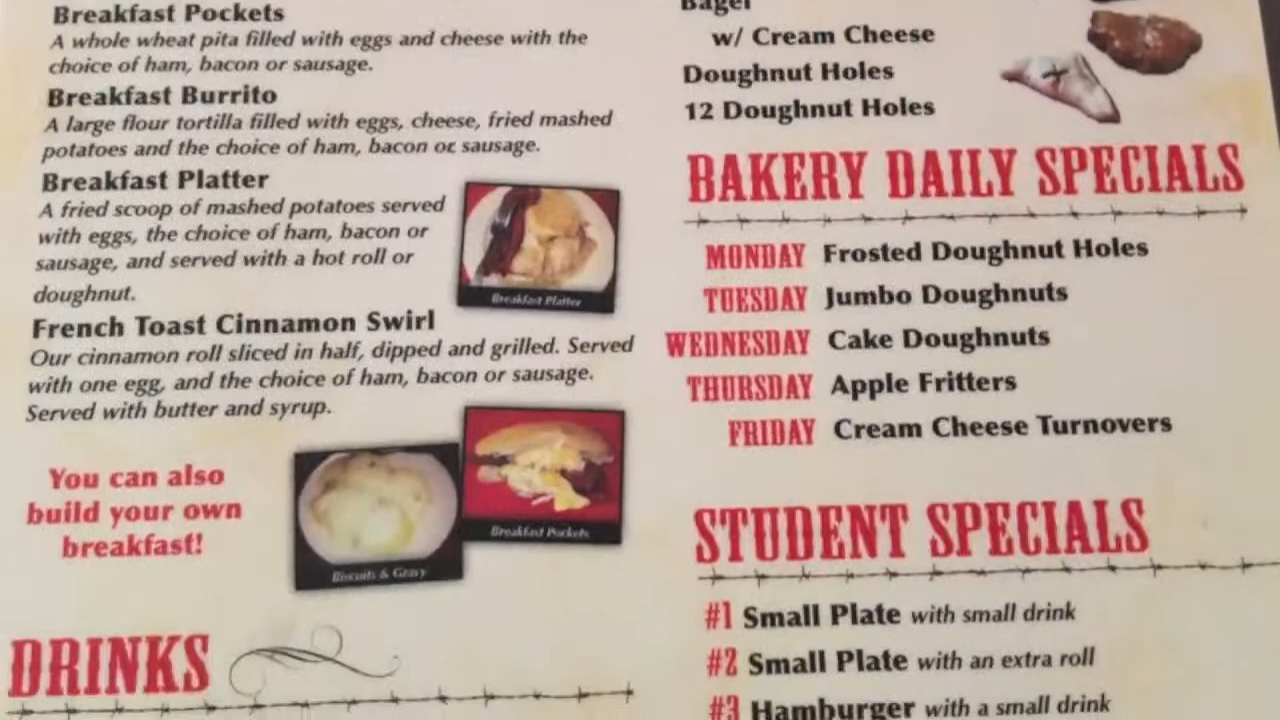 Breakfast Pockets
A whole wheat pita filled with eggs and cheese with the
choice of ham, bacon or sausage.
Breakfast Burrito
A large flour tortilla filled with eggs, cheese, fried mashed
potatoes and the choice of ham, bacon or sausage.
Breakfast Platter
A fried scoop of mashed potatoes served
with eggs, the choice of ham, bacon or
sausage, and served with a hot roll or
doughnut.
Breakfast Platter
French Toast Cinnamon Swirl
Our cinnamon roll sliced in half, dipped and grilled. Served
with one egg, and the choice of ham, bacon or sausage.
Served with butter and syrup.
You can also
build your own
breakfast!
Biscuits & Gravy
Breakfast Pockets
DRINKS
Bagel
w/ Cream Cheese
Doughnut Holes
12 Doughnut Holes
BAKERY DAILY SPECIALS
MONDAY Frosted Doughnut Holes
TUESDAY Jumbo Doughnuts
WEDNESDAY Cake Doughnuts
THURSDAY Apple Fritters
FRIDAY Cream Cheese Turnovers
STUDENT SPECIALS
#1 Small Plate with small drink
#2 Small Plate with an extra roll
#3 Hamburger with a small drink